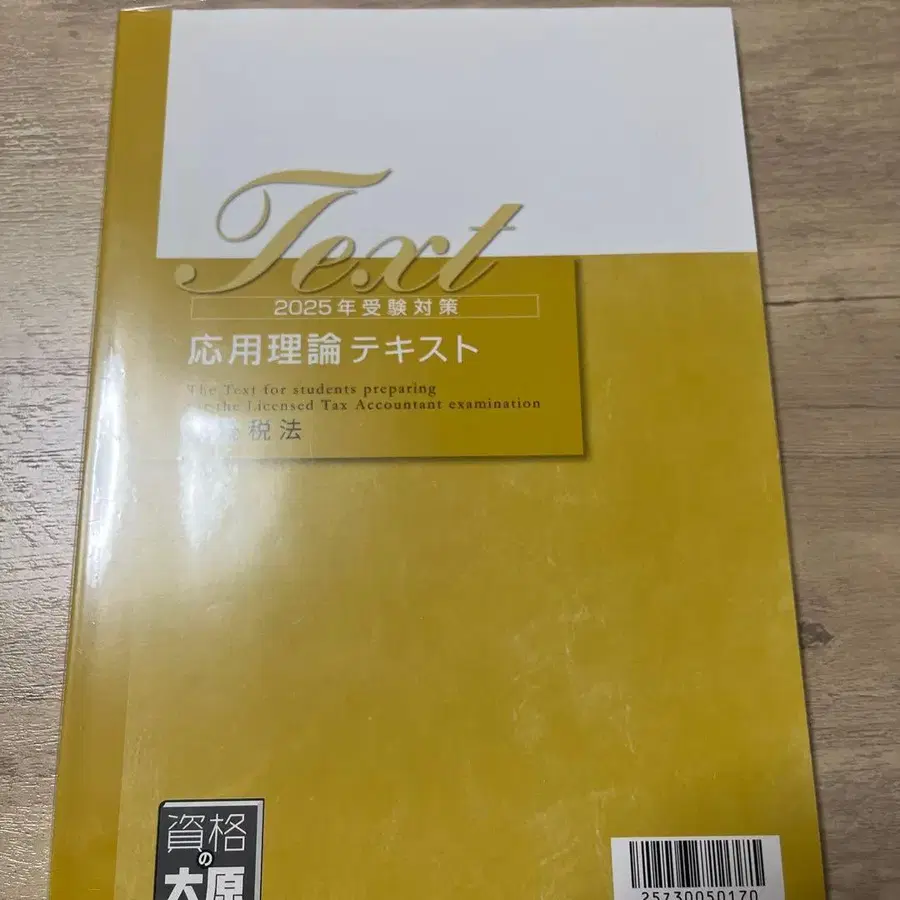 Text
2025年受験対策
応用理論テキスト
The Text for students preparing
the Licensed Tax Accountant examination
税法
資格
の
大原
25730050170